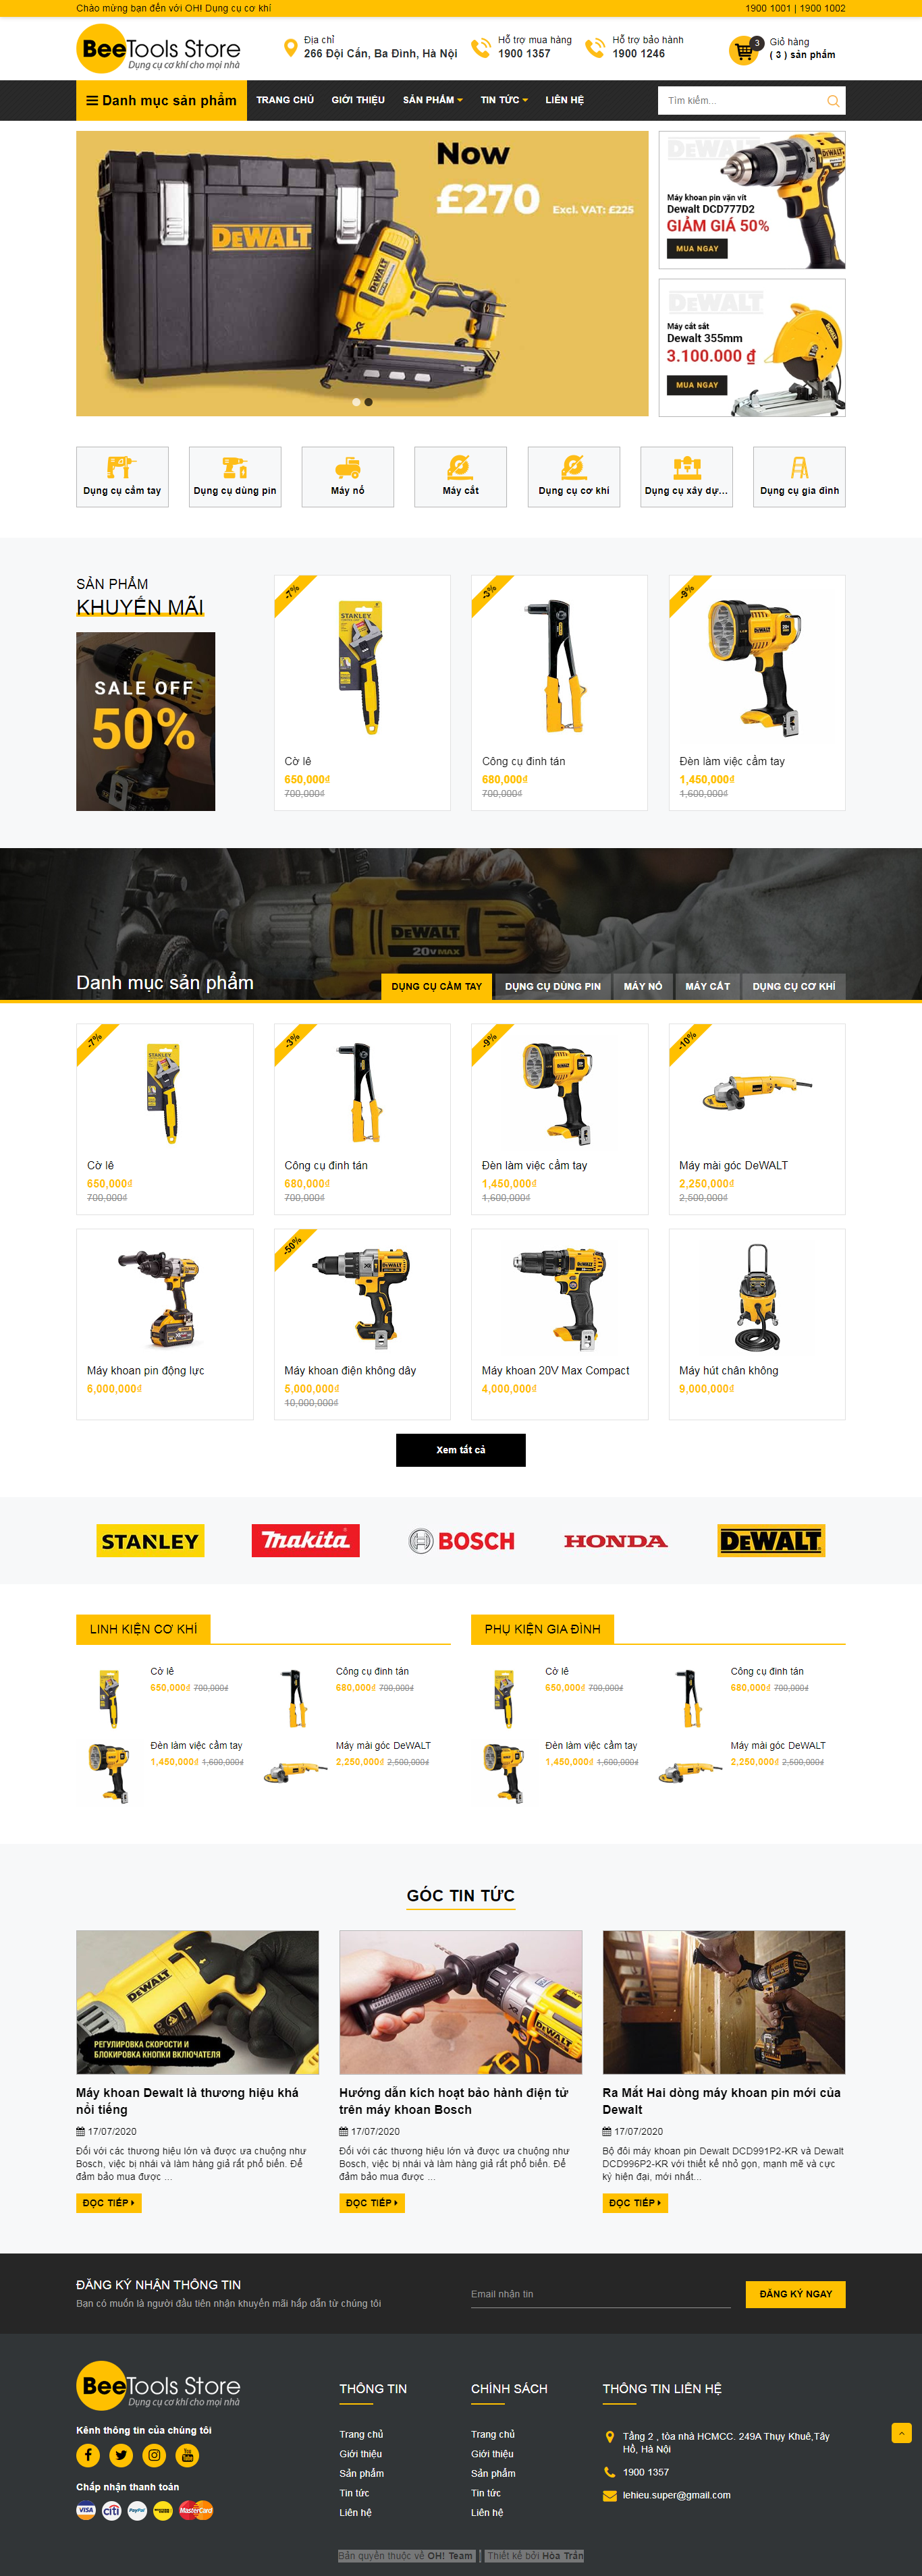 Chào mừng bạn đến với OH! Dụng cụ cơ khí
1900 1001 | 1900 1002
BeeTools Store
Dụng cụ cơ khí cho mọi nhà
Địa chỉ
266 Đội Cấn, Ba Đình, Hà Nội
Hỗ trợ mua hàng
1900 1357
Hỗ trợ bảo hành
1900 1246
3
Giỏ hàng
( 3 ) sản phẩm
Danh mục sản phẩm
TRANG CHỦ
GIỚI THIỆU
SẢN PHẨM
TIN TỨC
LIÊN HỆ
Tìm kiếm...
Now
£270
Excl. VAT: £225
DEWALT
DEWALT
XR
DEWALT
Máy khoan pin vặn vít
Dewalt DCD777D2
GIẢM GIÁ 50%
MUA NGAY
DEWALT
Máy cắt sắt
Dewalt 355mm
3.100.000 ₫
MUA NGAY
Dụng cụ cầm tay
Dụng cụ dùng pin
Máy nổ
Máy cắt
Dụng cụ cơ khí
Dụng cụ xây dự...
Dụng cụ gia đình
SẢN PHẨM
KHUYẾN MÃI
SALE OFF
50%
-7%
STANLEY
Cờ lê
650,000₫
700,000₫
-3%
Công cụ đinh tán
680,000₫
700,000₫
-9%
DEWALT
Đèn làm việc cầm tay
1,450,000₫
1,600,000₫
DEWALT
20V MAX
Danh mục sản phẩm
DỤNG CỤ CẦM TAY
DỤNG CỤ DÙNG PIN
MÁY NỔ
MÁY CẮT
DỤNG CỤ CƠ KHÍ
-7%
STANLEY
Cờ lê
650,000₫
700,000₫
-3%
Công cụ đinh tán
680,000₫
700,000₫
-9%
Đèn làm việc cầm tay
1,450,000₫
1,600,000₫
-10%
Máy mài góc DeWALT
2,250,000₫
2,500,000₫
Máy khoan pin động lực
6,000,000₫
-50%
DEWALT
Máy khoan điện không dây
5,000,000₫
10,000,000₫
DEWALT
Máy khoan 20V Max Compact
4,000,000₫
Máy hút chân không
9,000,000₫
Xem tất cả
STANLEY
makita
BOSCH
HONDA
DEWALT
LINH KIỆN CƠ KHÍ
Cờ lê
650,000₫ 700,000₫
Công cụ đinh tán
680,000₫ 700,000₫
Đèn làm việc cầm tay
1,450,000₫ 1,600,000₫
Máy mài góc DeWALT
2,250,000₫ 2,500,000₫
PHỤ KIỆN GIA ĐÌNH
Cờ lê
650,000₫ 700,000₫
Công cụ đinh tán
680,000₫ 700,000₫
Đèn làm việc cầm tay
1,450,000₫ 1,600,000₫
Máy mài góc DeWALT
2,250,000₫ 2,500,000₫
GÓC TIN TỨC
DEWALT
РЕГУЛИРОВКА СКОРОСТИ И
БЛОКИРОВКА КНОПКИ ВКЛЮЧАТЕЛЯ
Máy khoan Dewalt là thương hiệu khá
nổi tiếng
17/07/2020
Đối với các thương hiệu lớn và được ưa chuộng như
Bosch, việc bị nhái và làm hàng giả rất phổ biến. Để
đảm bảo mua được ...
ĐỌC TIẾP
DEWALT
Hướng dẫn kích hoạt bảo hành điện tử
trên máy khoan Bosch
17/07/2020
Đối với các thương hiệu lớn và được ưa chuộng như
Bosch, việc bị nhái và làm hàng giả rất phổ biến. Để
đảm bảo mua được ...
ĐỌC TIẾP
Ra Mắt Hai dòng máy khoan pin mới của
Dewalt
17/07/2020
Bộ đôi máy khoan pin Dewalt DCD991P2-KR và Dewalt
DCD996P2-KR với thiết kế nhỏ gọn, mạnh mẽ và cực
kỳ hiện đại, mới nhất...
ĐỌC TIẾP
ĐĂNG KÝ NHẬN THÔNG TIN
Bạn có muốn là người đầu tiên nhận khuyến mãi hấp dẫn từ chúng tôi
Email nhận tin
ĐĂNG KÝ NGAY
BeeTools Store
Dụng cụ cơ khí cho mọi nhà
Kênh thông tin của chúng tôi
You Tube
Chấp nhận thanh toán
VISA
citi
PayPal
MasterCard
THÔNG TIN
Trang chủ
Giới thiệu
Sản phẩm
Tin tức
Liên hệ
CHÍNH SÁCH
Trang chủ
Giới thiệu
Sản phẩm
Tin tức
Liên hệ
THÔNG TIN LIÊN HỆ
Tầng 2 , tòa nhà HCMCC. 249A Thụy Khuê,Tây
Hồ, Hà Nội
1900 1357
lehieu.super@gmail.com
Bản quyền thuộc về OH! Team | Thiết kế bởi Hòa Trần